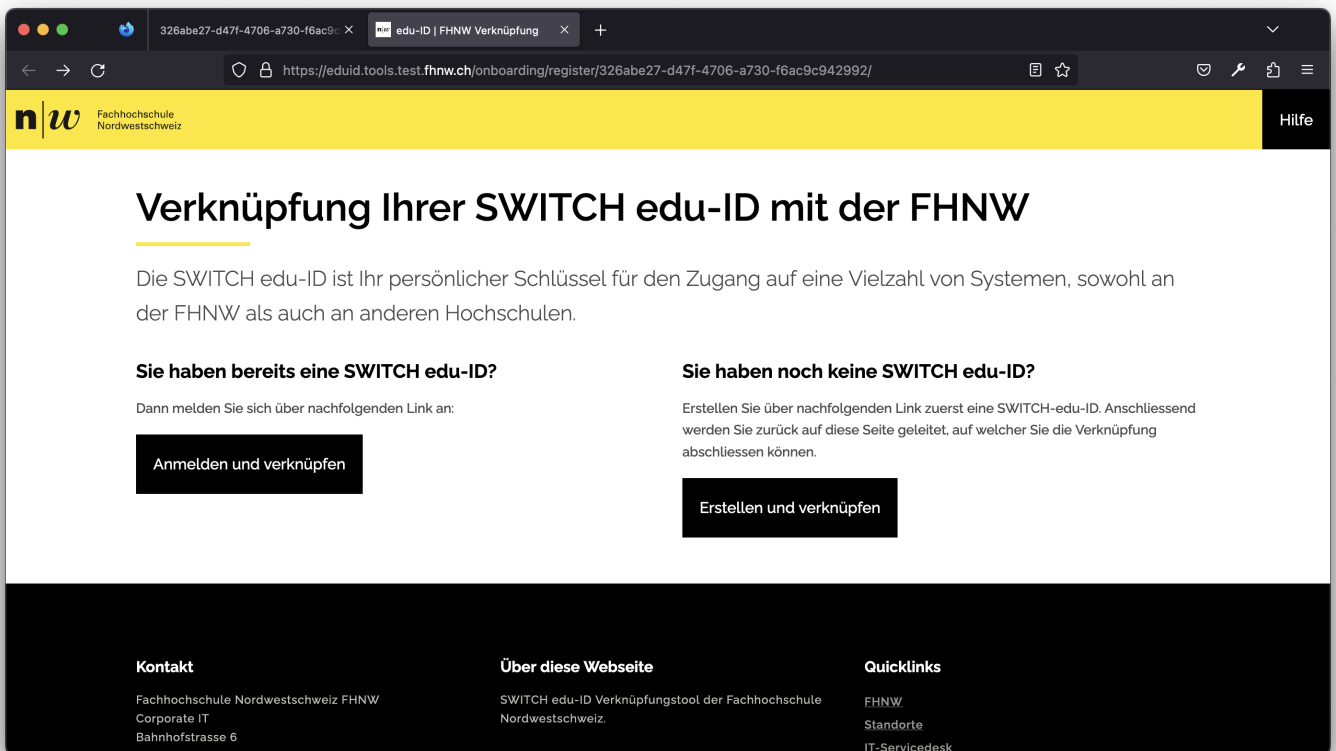 326abe27-d47f-4706-a730-f6ac9c
edu-ID | FHNW Verknüpfung
https://eduid.tools.test.fhnw.ch/onboarding/register/326abe27-d47f-4706-a730-f6ac9c942992/
n|w Fachhochschule
Nordwestschweiz
Hilfe
Verknüpfung Ihrer SWITCH edu-ID mit der FHNW
Die SWITCH edu-ID ist Ihr persönlicher Schlüssel für den Zugang auf eine Vielzahl von Systemen, sowohl an
der FHNW als auch an anderen Hochschulen.
Sie haben bereits eine SWITCH edu-ID?
Dann melden Sie sich über nachfolgenden Link an:
Anmelden und verknüpfen
Sie haben noch keine SWITCH edu-ID?
Erstellen Sie über nachfolgenden Link zuerst eine SWITCH-edu-ID. Anschliessend
werden Sie zurück auf diese Seite geleitet, auf welcher Sie die Verknüpfung
abschliessen können.
Erstellen und verknüpfen
Kontakt
Fachhochschule Nordwestschweiz FHNW
Corporate IT
Bahnhofstrasse 6
Über diese Webseite
SWITCH edu-ID Verknüpfungstool der Fachhochschule
Nordwestschweiz.
Quicklinks
FHNW
Standorte
IT-Servicedesk